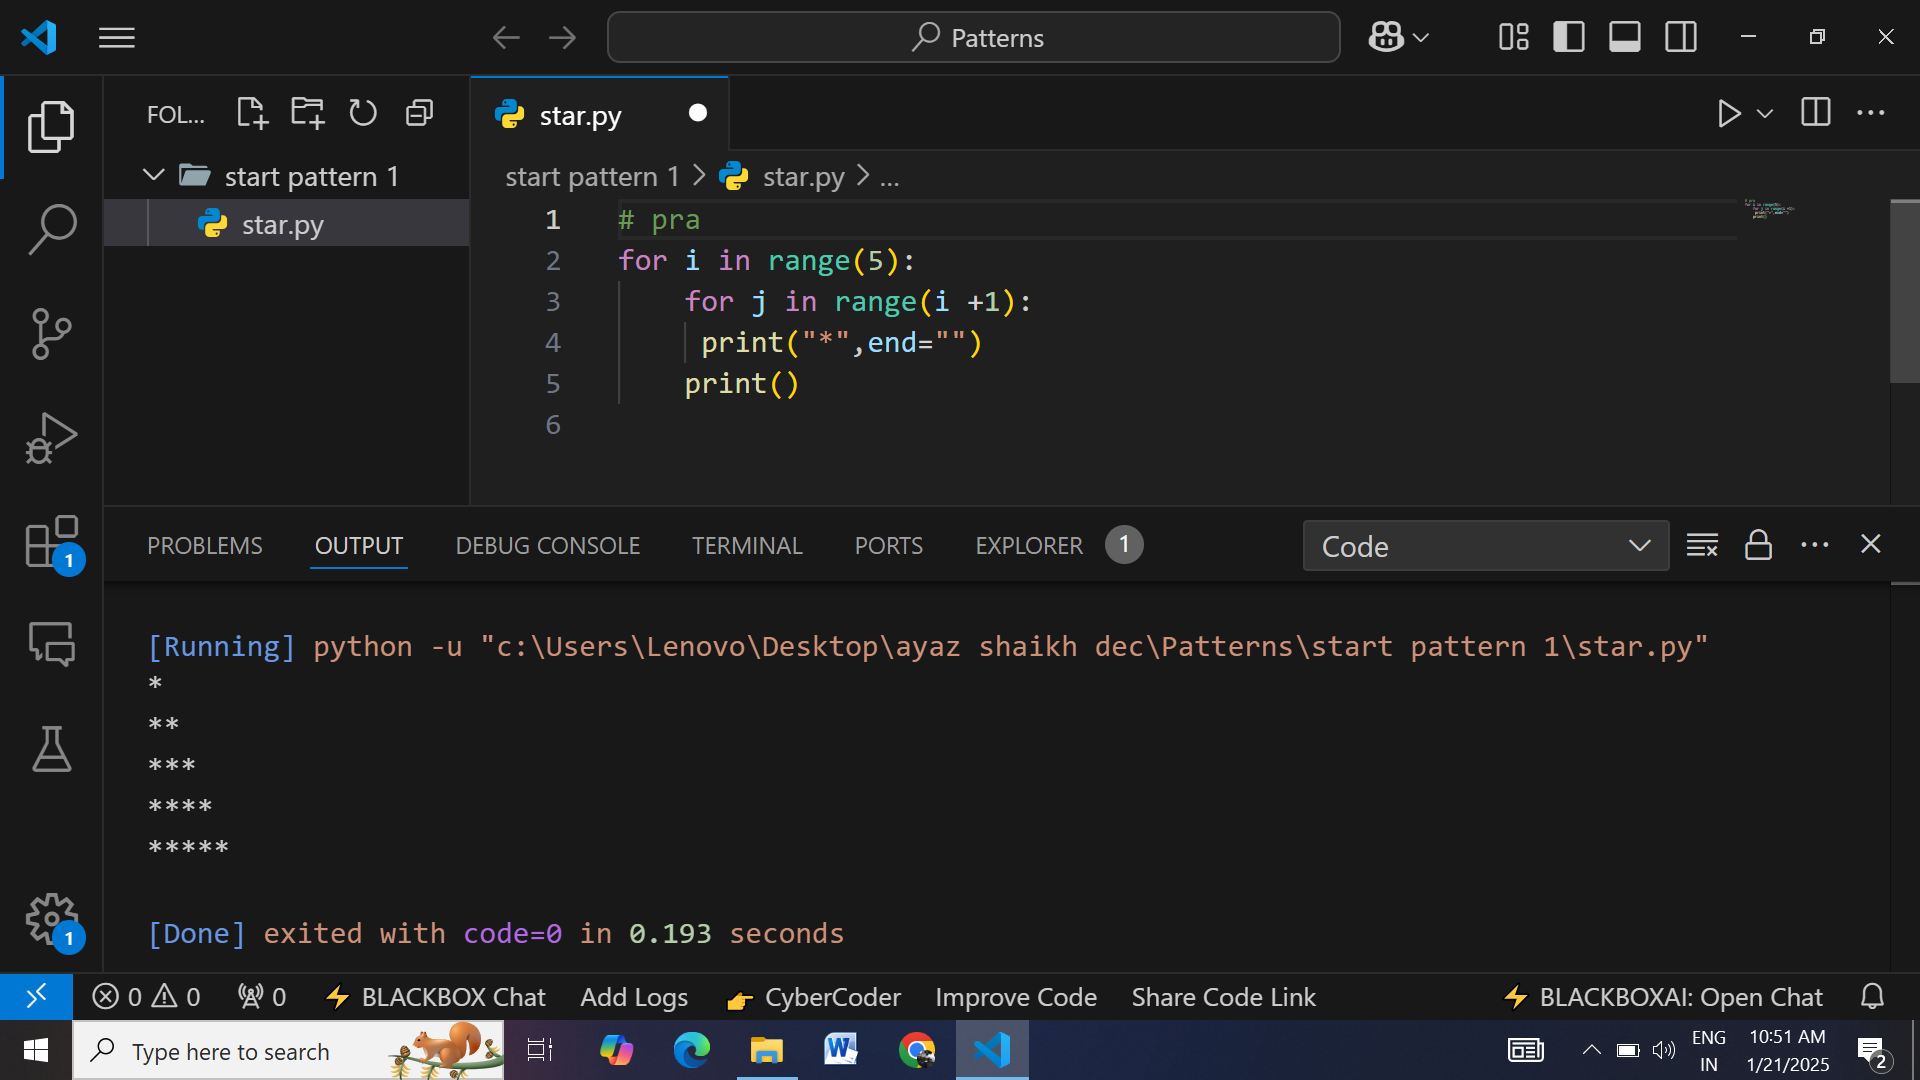 Patterns
FOL...
star.py
start pattern 1
star.py
start pattern 1 > star.py > ...
1 # pra
2 for i in range(5):
3 for j in range(i +1):
4 print("*",end="")
5 print()
6
PROBLEMS OUTPUT DEBUG CONSOLE TERMINAL PORTS EXPLORER 1
Code
1
[Running] python -u "c:\Users\Lenovo\Desktop\ayaz shaikh dec\Patterns\start pattern 1\star.py"
*
**
***
****
*****
[Done] exited with code=0 in 0.193 seconds
1
0 0 0 BLACKBOX Chat Add Logs CyberCoder Improve Code Share Code Link BLACKBOXAI: Open Chat
Type here to search
ENG
IN
10:51 AM
1/21/2025
2